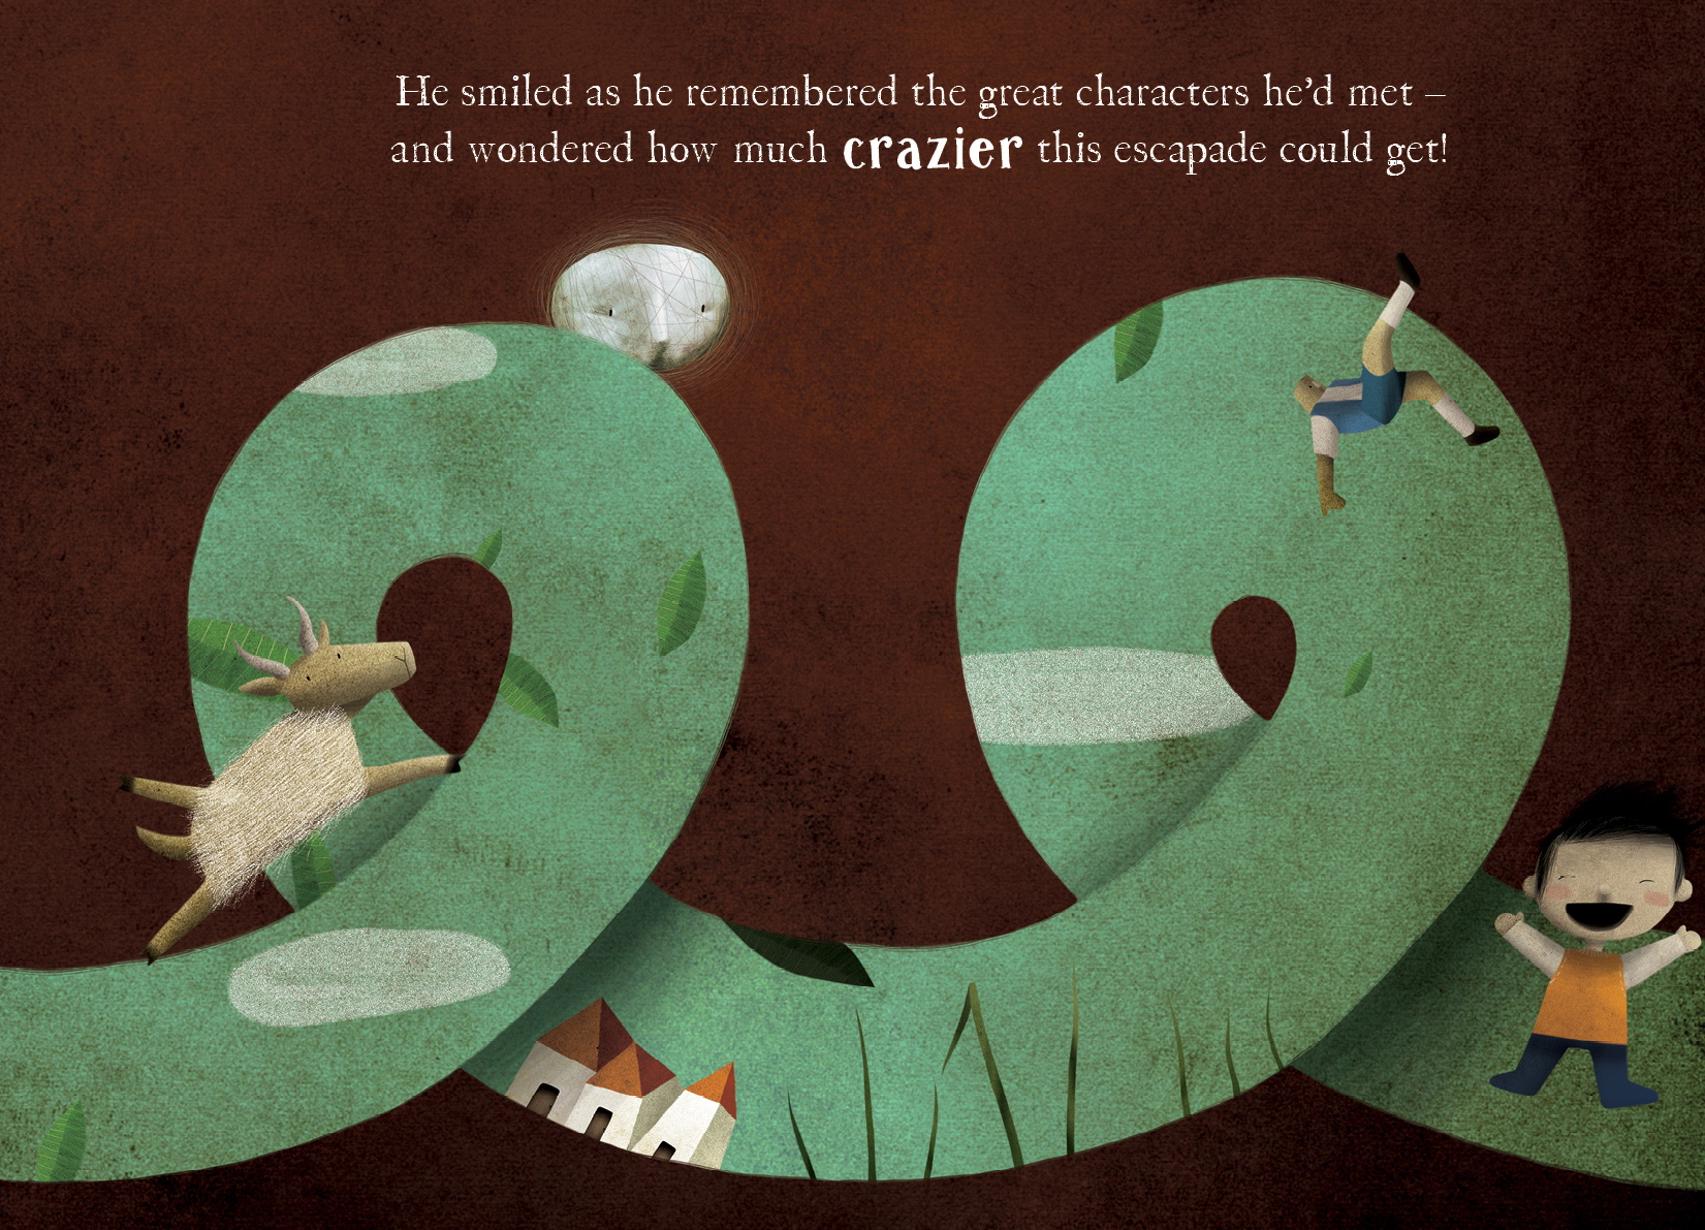 He smiled as he remembered the great characters he’d met –
and wondered how much crazier this escapade could get!